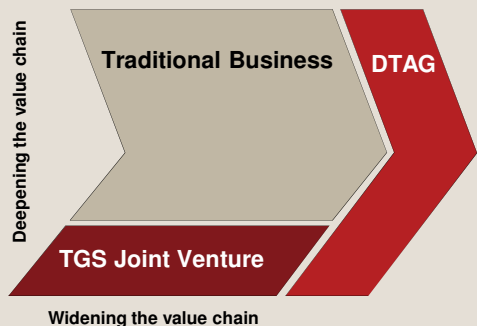 Deepening the value chain
Traditional Business
DTAG
TGS Joint Venture
Widening the value chain